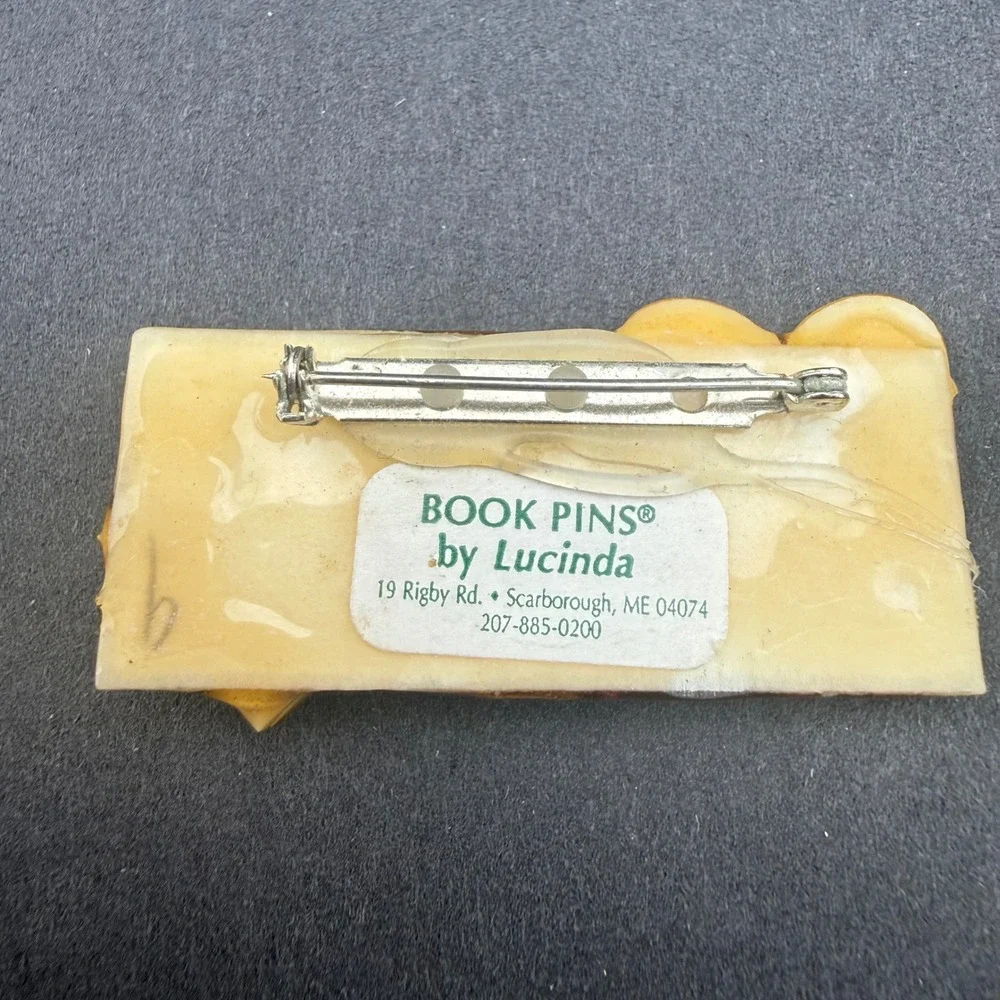 BOOK PINS®
by Lucinda
19 Rigby Rd. • Scarborough, ME 04074
207-885-0200